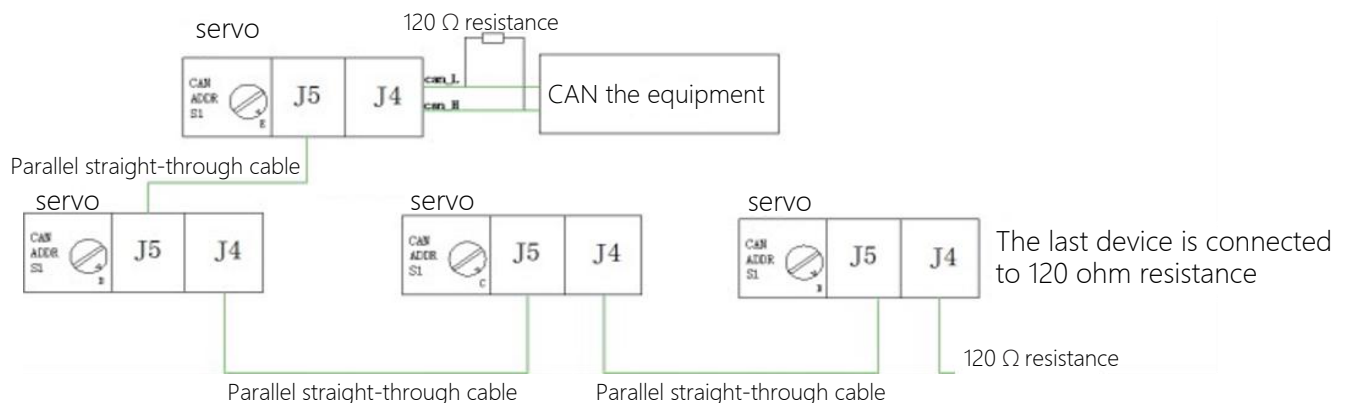 servo
120 Ω resistance
CAN
ADDR
S1
E
J5
J4
can_L
can_H
CAN the equipment
Parallel straight-through cable
servo
CAN
ADDR
S1
J5
J4
servo
CAN
ADDR
S1
C
J5
J4
servo
CAN
ADDR
S1
J5
J4
The last device is connected
to 120 ohm resistance
120 Ω resistance
Parallel straight-through cable
Parallel straight-through cable